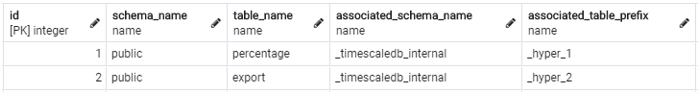 id schema_name table_name associated_schema_name associated_table_prefix
[PK] integer name name name name
1 public percentage _timescaledb_internal _hyper_1
2 public export _timescaledb_internal _hyper_2